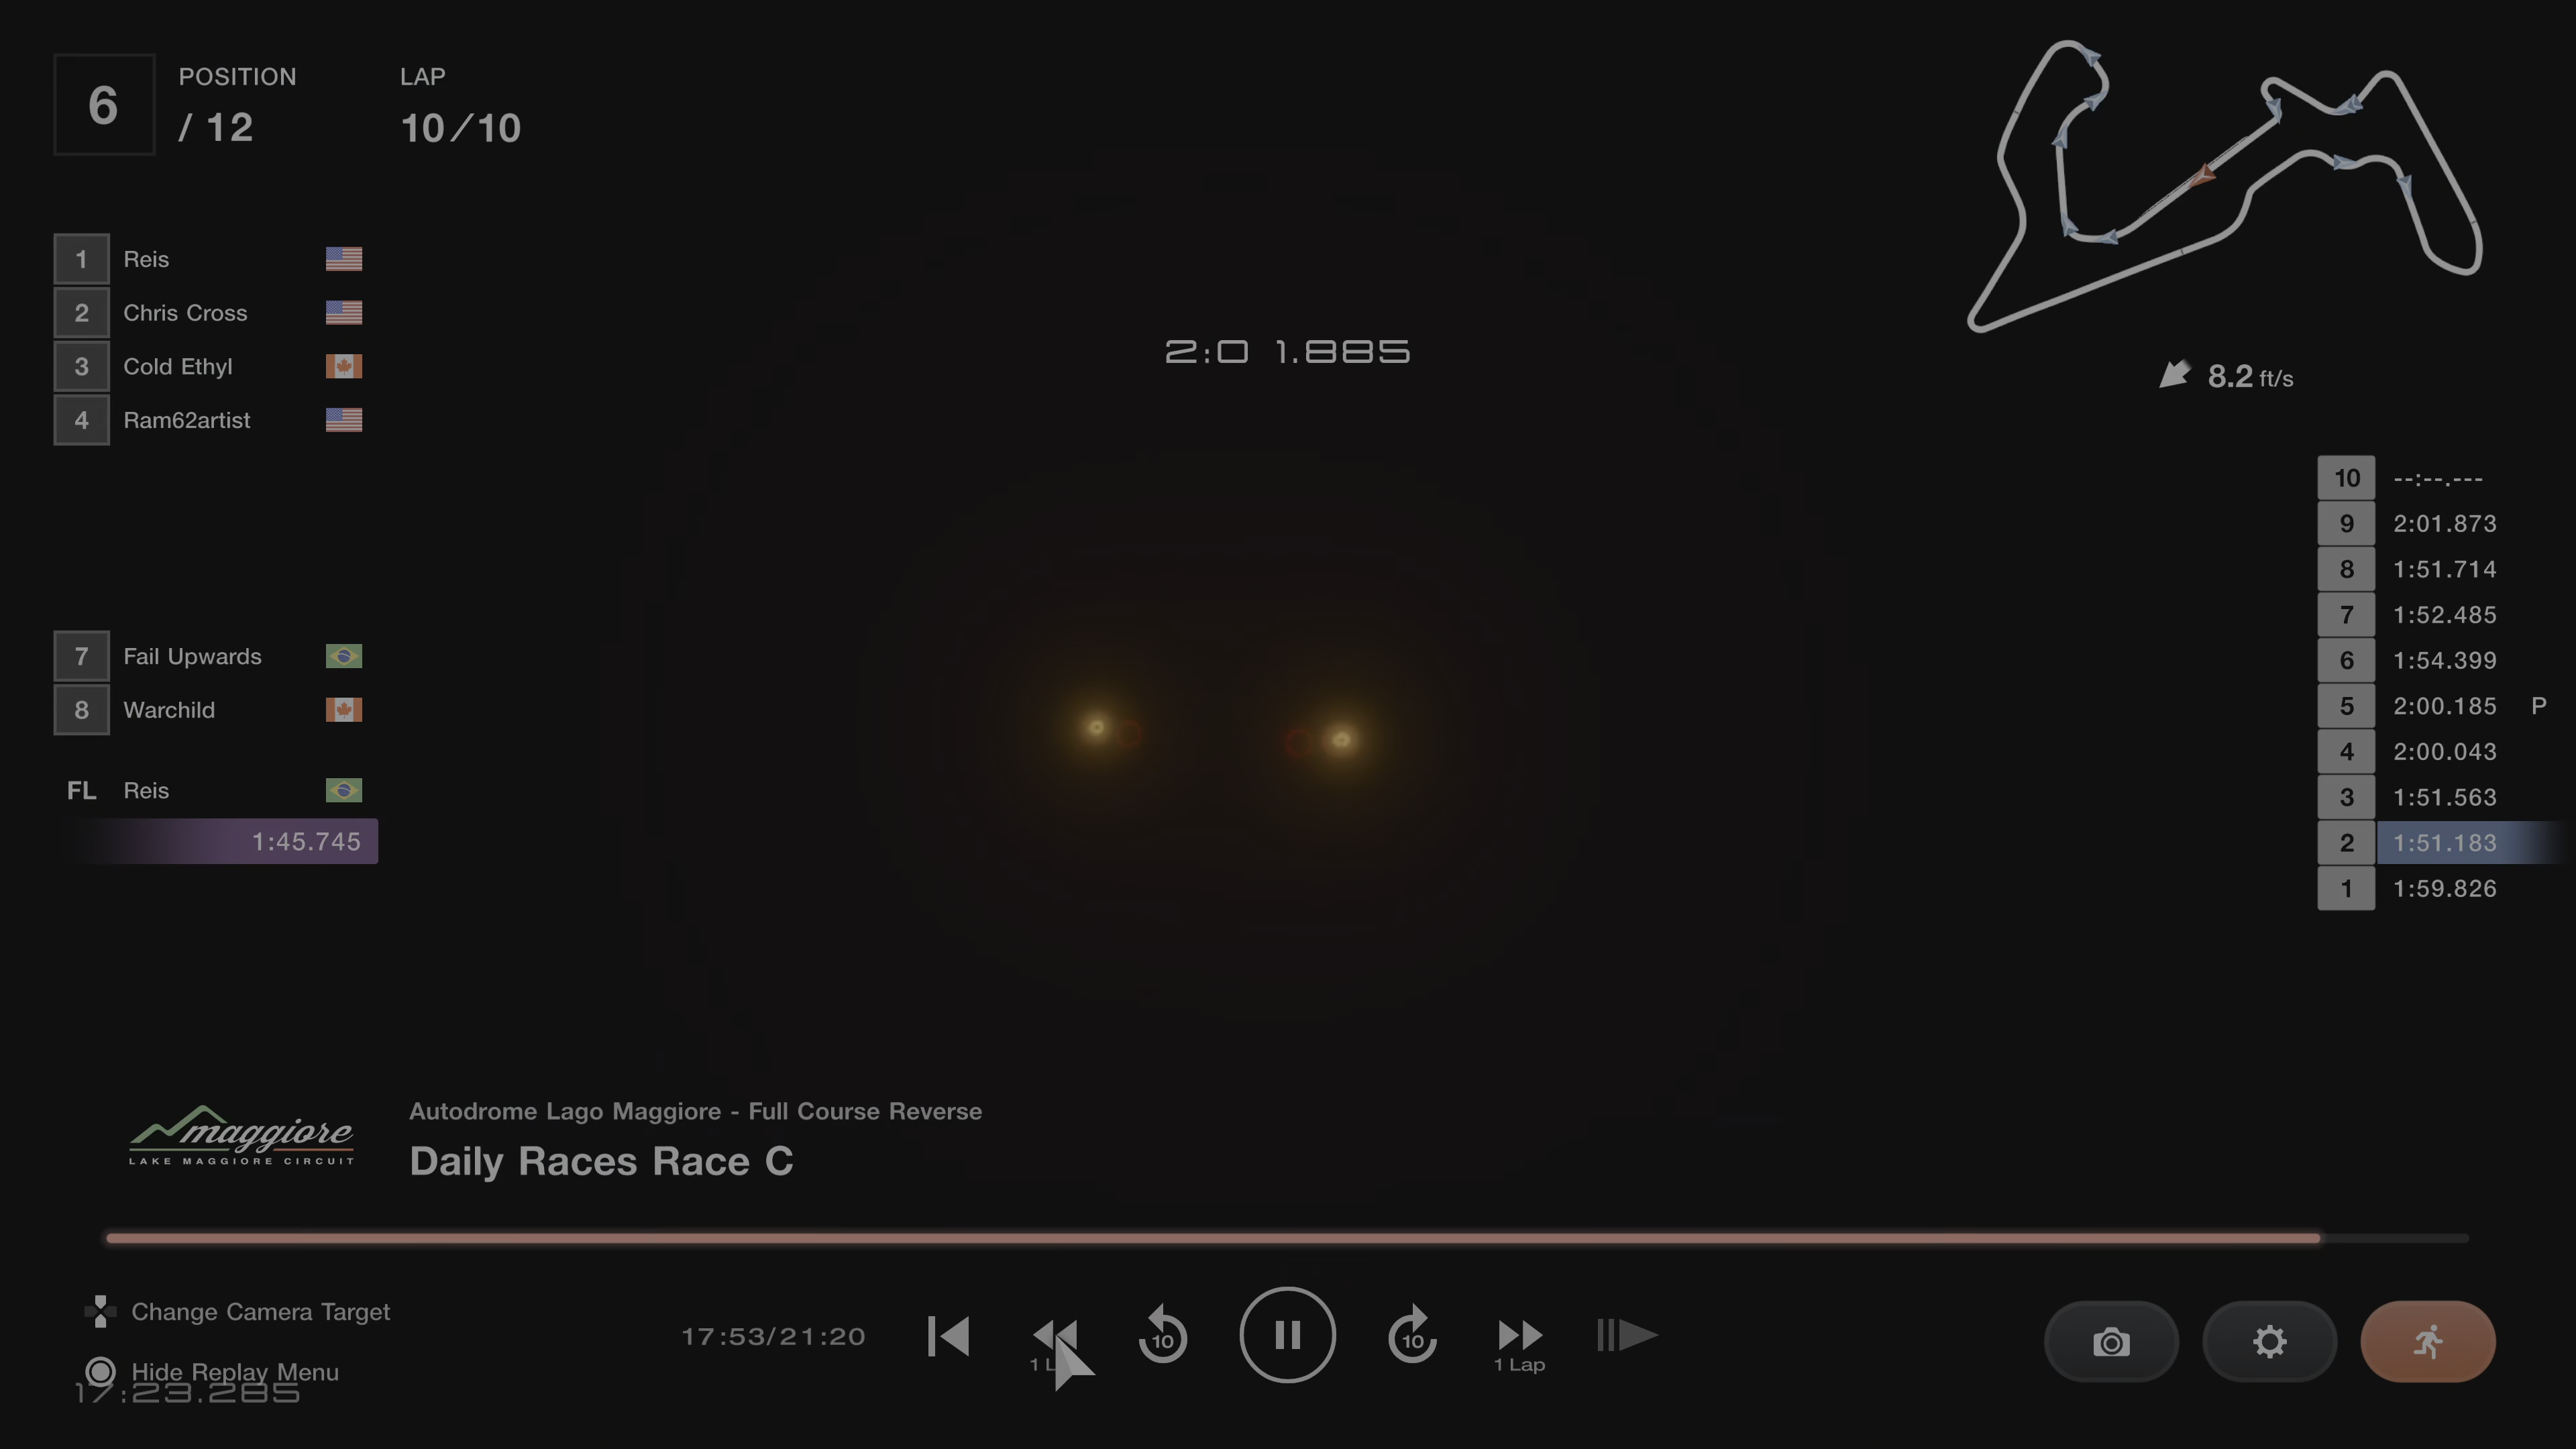 6
POSITION
/ 12
LAP
10/10
1 Reis
2 Chris Cross
3 Cold Ethyl
4 Ram62artist
2:01.885
8.2 ft/s
10 --:--.---
9 2:01.873
8 1:51.714
7 1:52.485
6 1:54.399
5 2:00.185 P
4 2:00.043
3 1:51.563
2 1:51.183
1 1:59.826
7 Fail Upwards
8 Warchild
FL Reis
1:45.745
maggiore
LAKE MAGGIORE CIRCUIT
Autodrome Lago Maggiore - Full Course Reverse
Daily Races Race C
Change Camera Target
Hide Replay Menu
17:23.285
17:53/21:20
1 L
10
10
1 Lap